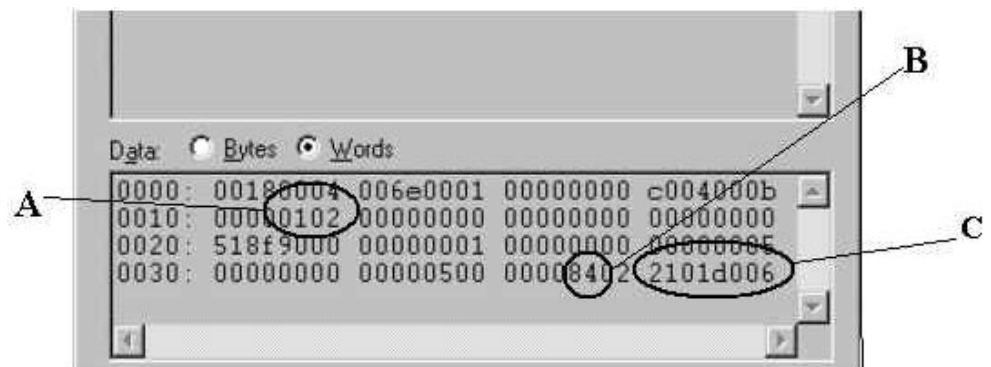 B
Data: Bytes Words
0000: 00180004 006e0001 00000000 c004000b
A
0010: 00000102 00000000 00000000 00000000
C
0020: 518f9000 00000001 00000000 00000005
0030: 00000000 00000500 00008402 2101d006